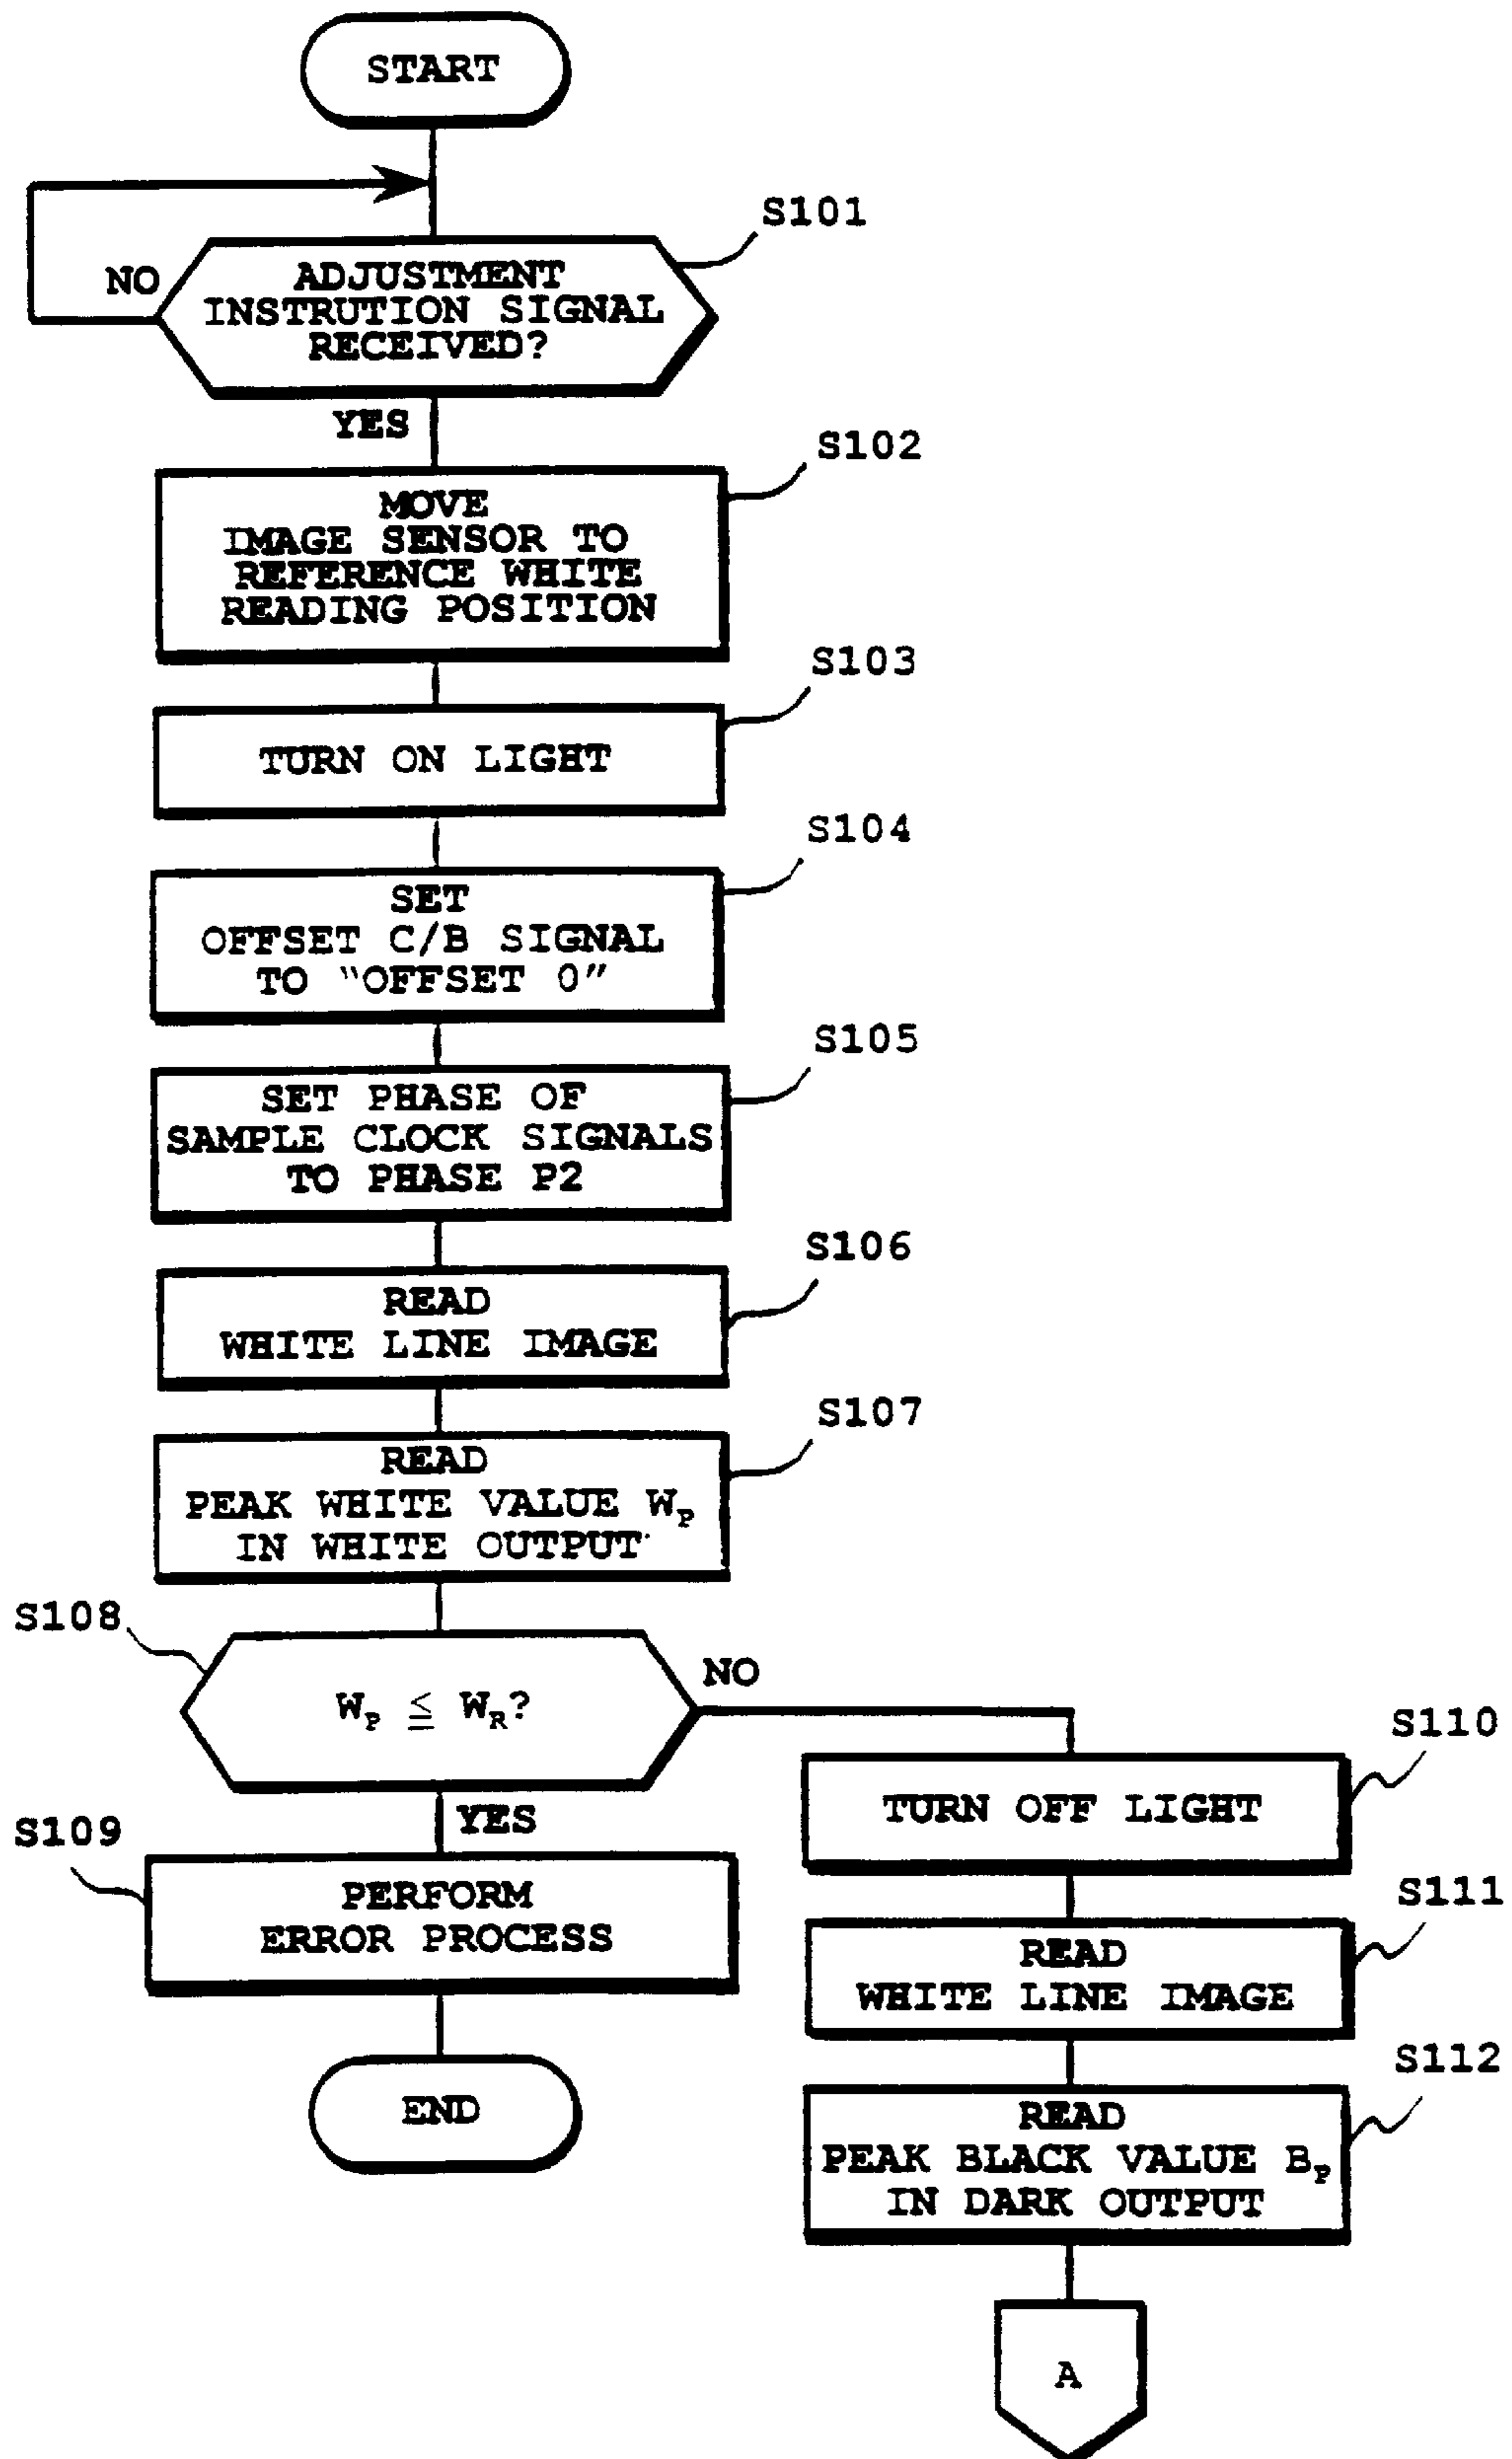 START
S101
NO
ADJUSTMENT
INSTRUTION SIGNAL
RECEIVED?
YES
S102
MOVE
IMAGE SENSOR TO
REFERENCE WHITE
READING POSITION
S103
TURN ON LIGHT
S104
SET
OFFSET C/B SIGNAL
TO "OFFSET 0"
S105
SET PHASE OF
SAMPLE CLOCK SIGNALS
TO PHASE P2
S106
READ
WHITE LINE IMAGE
S107
READ
PEAK WHITE VALUE WP
IN WHITE OUTPUT
S108
WP ≦ WR?
NO
YES
S109
PERFORM
ERROR PROCESS
END
S110
TURN OFF LIGHT
S111
READ
WHITE LINE IMAGE
S112
READ
PEAK BLACK VALUE BP
IN DARK OUTPUT
A